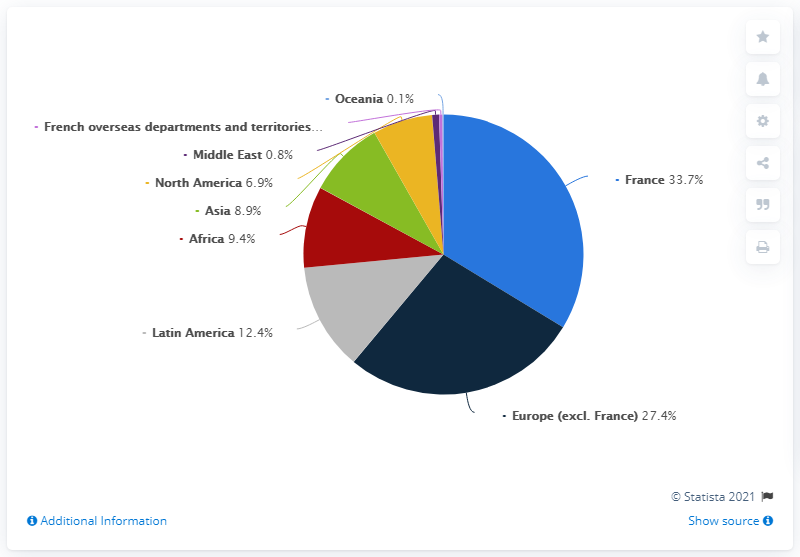 Oceania 0.1%
French overseas departments and territories...
Middle East 0.8%
North America 6.9%
France 33.7%
Asia 8.9%
Africa 9.4%
Latin America 12.4%
Europe (excl. France) 27.4%
© Statista 2021
Additional Information
Show source